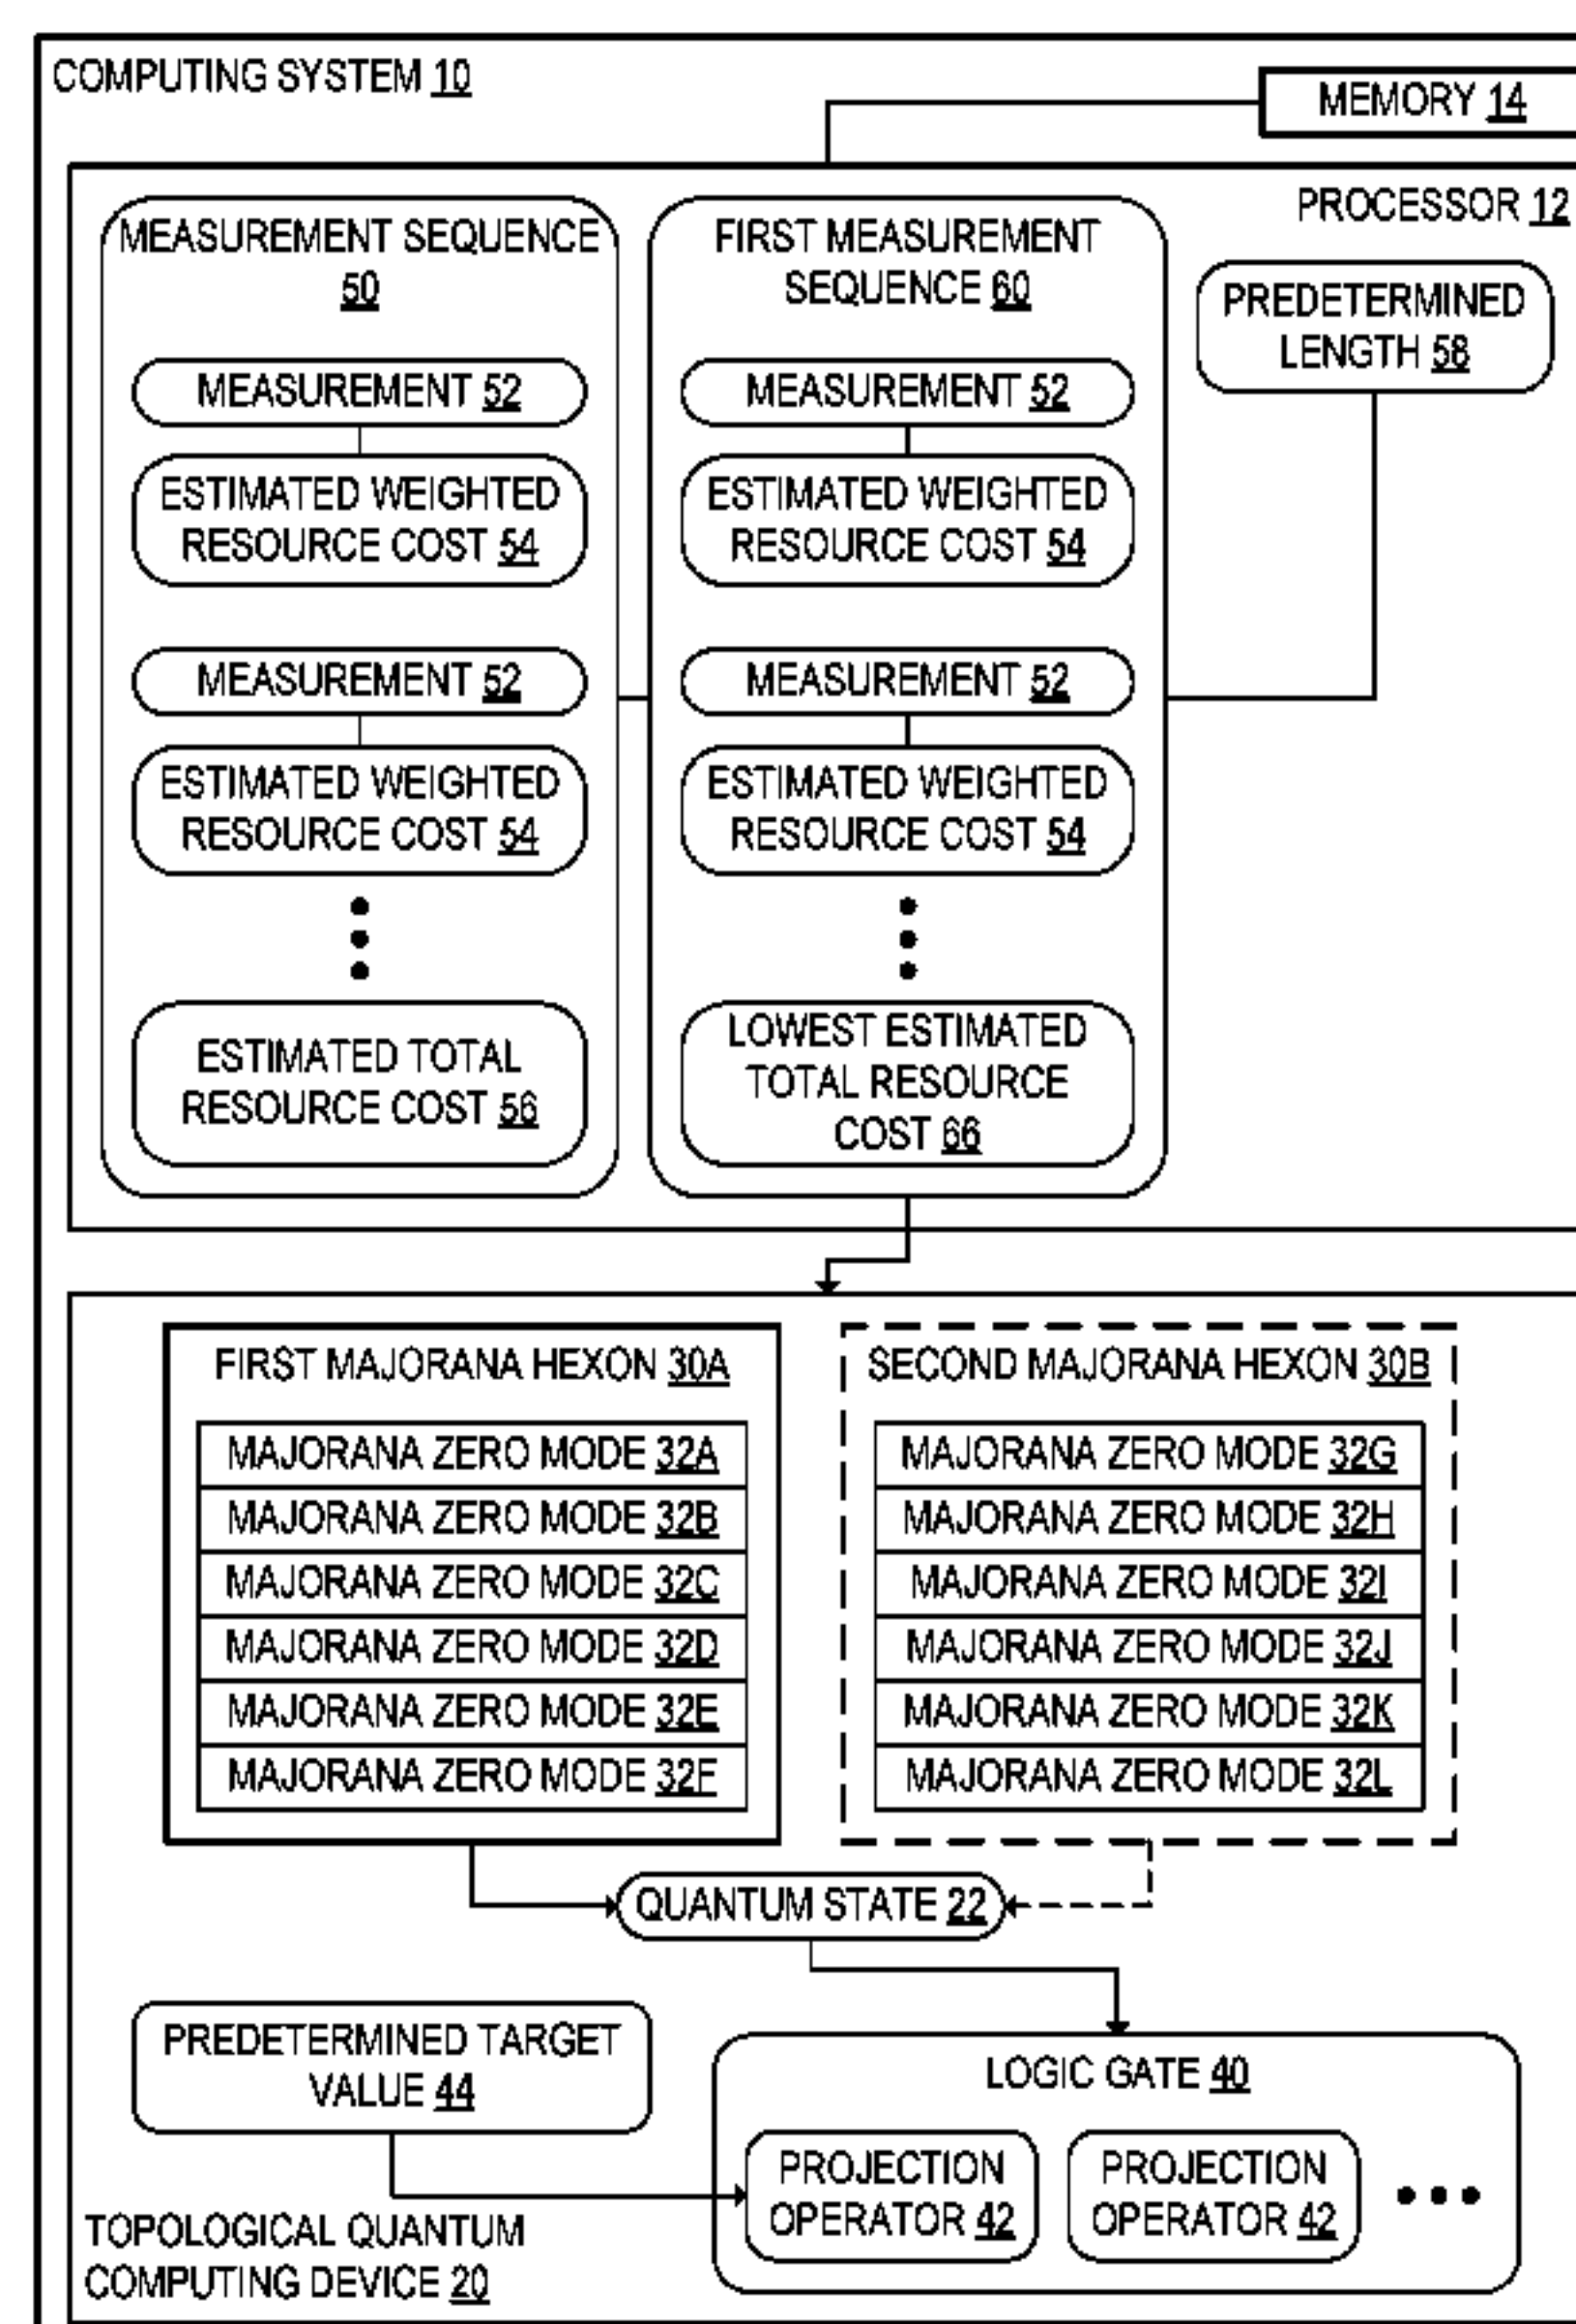 COMPUTING SYSTEM 10
MEMORY 14
PROCESSOR 12
MEASUREMENT SEQUENCE
50
MEASUREMENT 52
ESTIMATED WEIGHTED
RESOURCE COST 54
MEASUREMENT 52
ESTIMATED WEIGHTED
RESOURCE COST 54
ESTIMATED TOTAL
RESOURCE COST 56
FIRST MEASUREMENT
SEQUENCE 60
MEASUREMENT 52
ESTIMATED WEIGHTED
RESOURCE COST 54
MEASUREMENT 52
ESTIMATED WEIGHTED
RESOURCE COST 54
LOWEST ESTIMATED
TOTAL RESOURCE
COST 66
PREDETERMINED
LENGTH 58
FIRST MAJORANA HEXON 30A
MAJORANA ZERO MODE 32A
MAJORANA ZERO MODE 32B
MAJORANA ZERO MODE 32C
MAJORANA ZERO MODE 32D
MAJORANA ZERO MODE 32E
MAJORANA ZERO MODE 32F
SECOND MAJORANA HEXON 30B
MAJORANA ZERO MODE 32G
MAJORANA ZERO MODE 32H
MAJORANA ZERO MODE 32I
MAJORANA ZERO MODE 32J
MAJORANA ZERO MODE 32K
MAJORANA ZERO MODE 32L
QUANTUM STATE 22
PREDETERMINED TARGET
VALUE 44
LOGIC GATE 40
PROJECTION
OPERATOR 42
PROJECTION
OPERATOR 42
TOPOLOGICAL QUANTUM
COMPUTING DEVICE 20